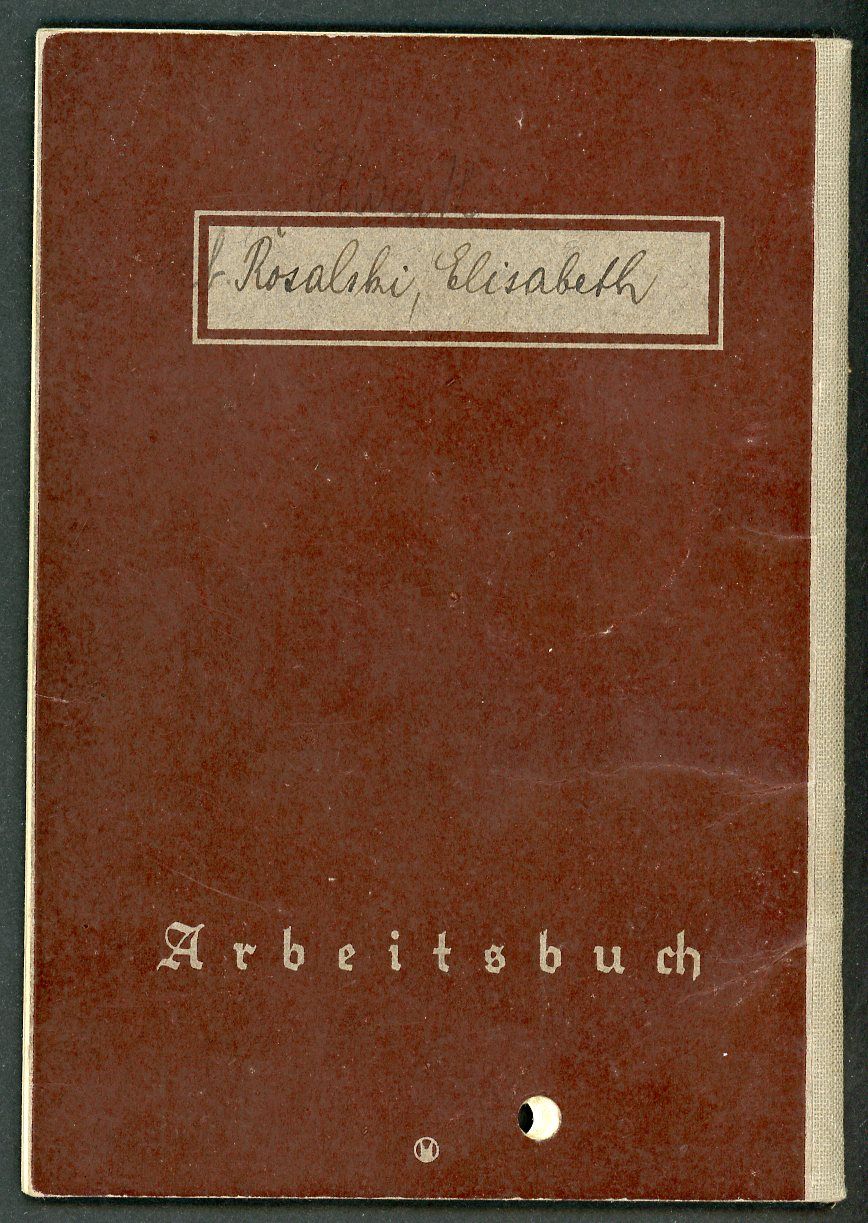 Rosalski, Elisabeth
Arbeitsbuch